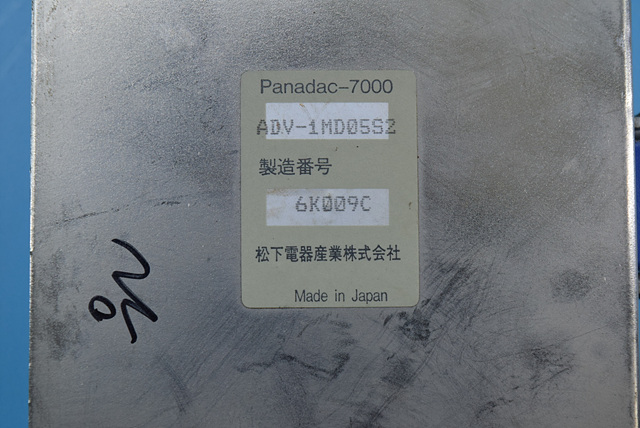 Panadac-7000
ADV-1MD05S2
製造番号
6K009C
松下電器産業株式会社
Made in Japan